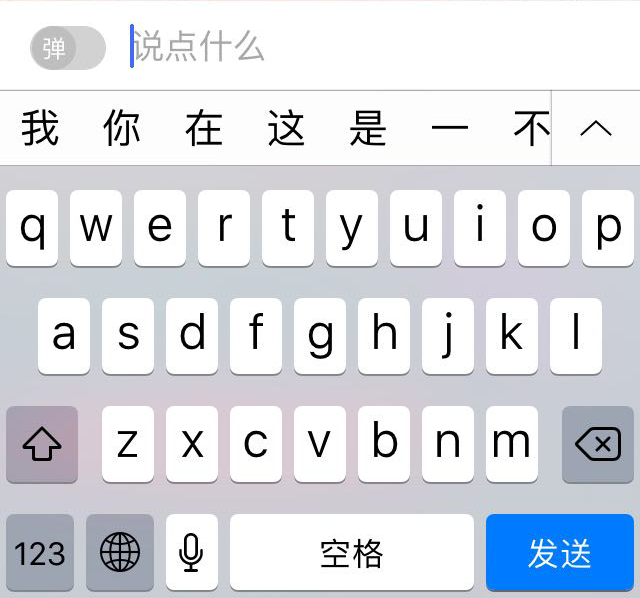 弹 说点什么
我 你 在 这 是 一 不
q w e r t y u i o p
a s d f g h j k l
z x c v b n m
123 空格 发送